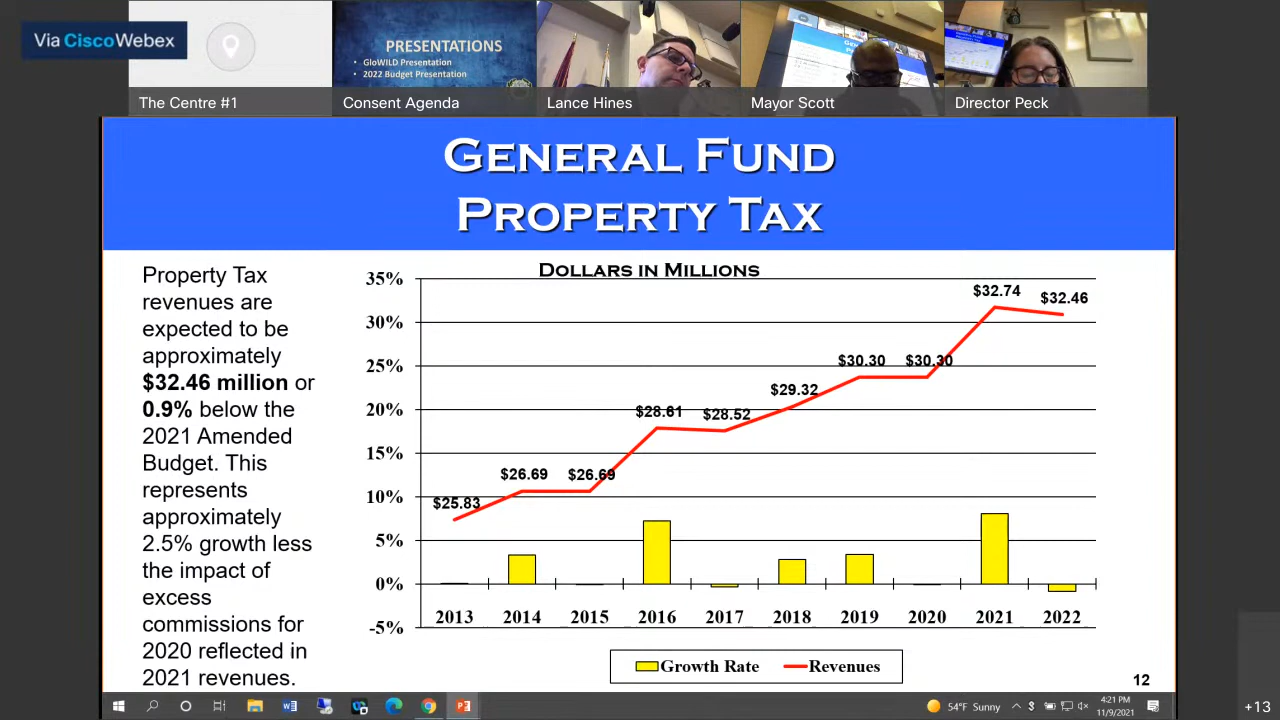 Via CiscoWebex
PRESENTATIONS
• GloWILD Presentation
• 2022 Budget Presentation
The Centre #1
Consent Agenda
Lance Hines
Mayor Scott
Director Peck
GENERAL FUND
PROPERTY TAX
Property Tax
revenues are
expected to be
approximately
$32.46 million or
0.9% below the
2021 Amended
Budget. This
represents
approximately
2.5% growth less
the impact of
excess
commissions for
2020 reflected in
2021 revenues.
DOLLARS IN MILLIONS
35%
30%
25%
20%
15%
10%
5%
0%
-5%
$25.83
$26.69
$26.69
$28.61
$28.52
$29.32
$30.30
$30.30
$32.74
$32.46
2013 2014 2015 2016 2017 2018 2019 2020 2021 2022
Growth Rate Revenues
12
54°F Sunny
4:21 PM
11/9/2021
+13